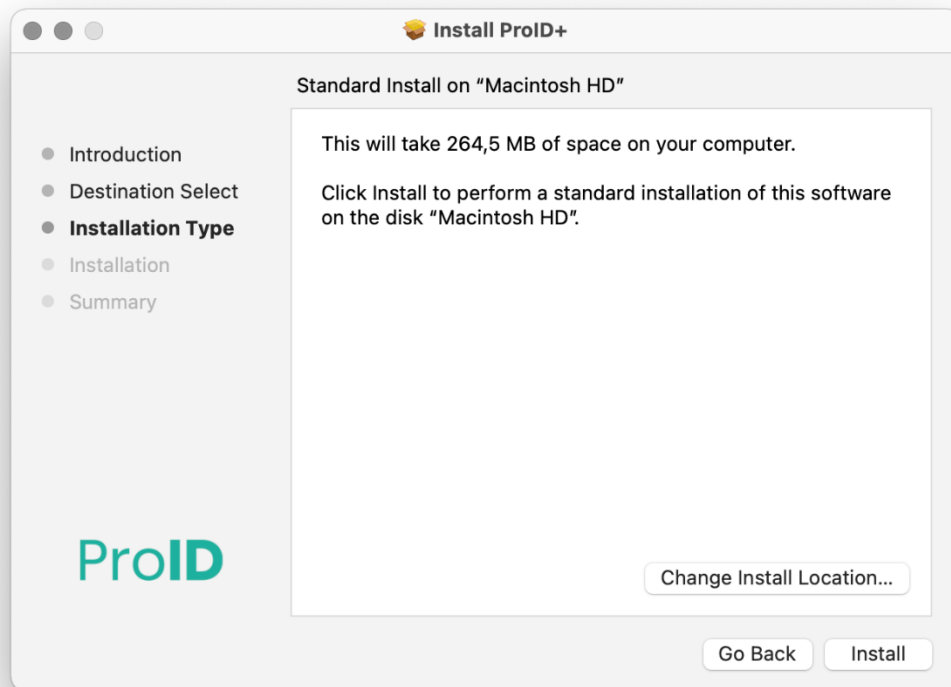 Install ProID+
Standard Install on “Macintosh HD”
Introduction
Destination Select
Installation Type
Installation
Summary
This will take 264,5 MB of space on your computer.
Click Install to perform a standard installation of this software
on the disk “Macintosh HD”.
ProID
Change Install Location...
Go Back
Install